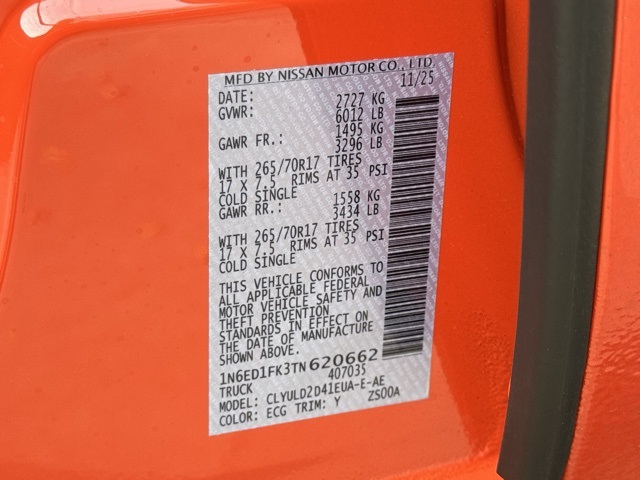 MFD BY NISSAN MOTOR CO., LTD.
DATE: 11/25
GVWR: 2727 KG
6012 LB
GAWR FR.: 1495 KG
3296 LB
WITH 265/70R17 TIRES
17 X 7.5 RIMS AT 35 PSI
COLD SINGLE
GAWR RR.: 1558 KG
3434 LB
WITH 265/70R17 TIRES
17 X 7.5 RIMS AT 35 PSI
COLD SINGLE
THIS VEHICLE CONFORMS TO
ALL APPLICABLE FEDERAL
MOTOR VEHICLE SAFETY AND
THEFT PREVENTION
STANDARDS IN EFFECT ON
THE DATE OF MANUFACTURE
SHOWN ABOVE.
1N6ED1FK3TN620662
TRUCK 407035
MODEL: CLYULD2D41EUA-E-AE
COLOR: ECG TRIM: Y ZS00A